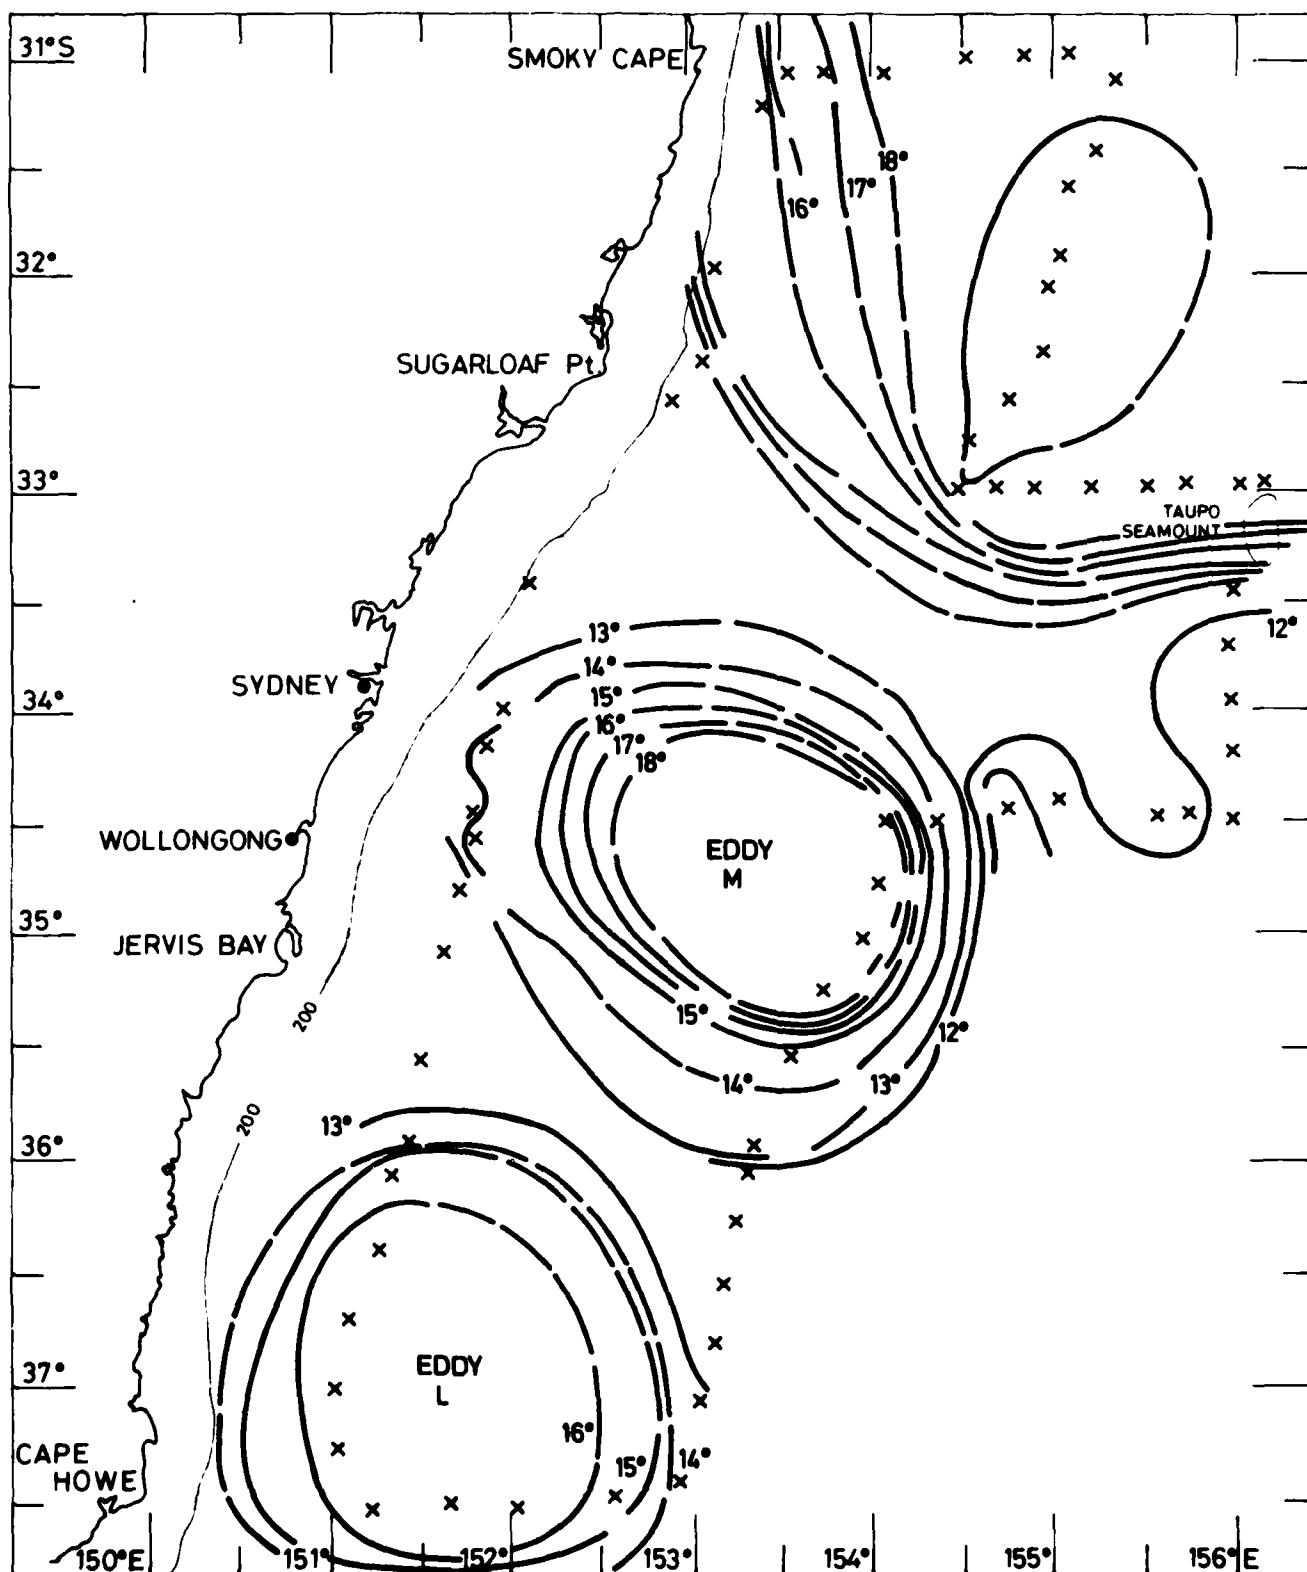 31°S
SMOKY CAPE
18°
17°
16°
32°
SUGARLOAF Pt.
33°
TAUPO
SEAMOUNT
12°
13°
14°
15°
16°
17°
18°
SYDNEY
34°
WOLLONGONG
EDDY
M
35°
JERVIS BAY
200
15°
12°
14°
13°
200
13°
36°
EDDY
L
37°
16°
15°
14°
CAPE
HOWE
150°E
151°
152°
153°
154°
155°
156°E